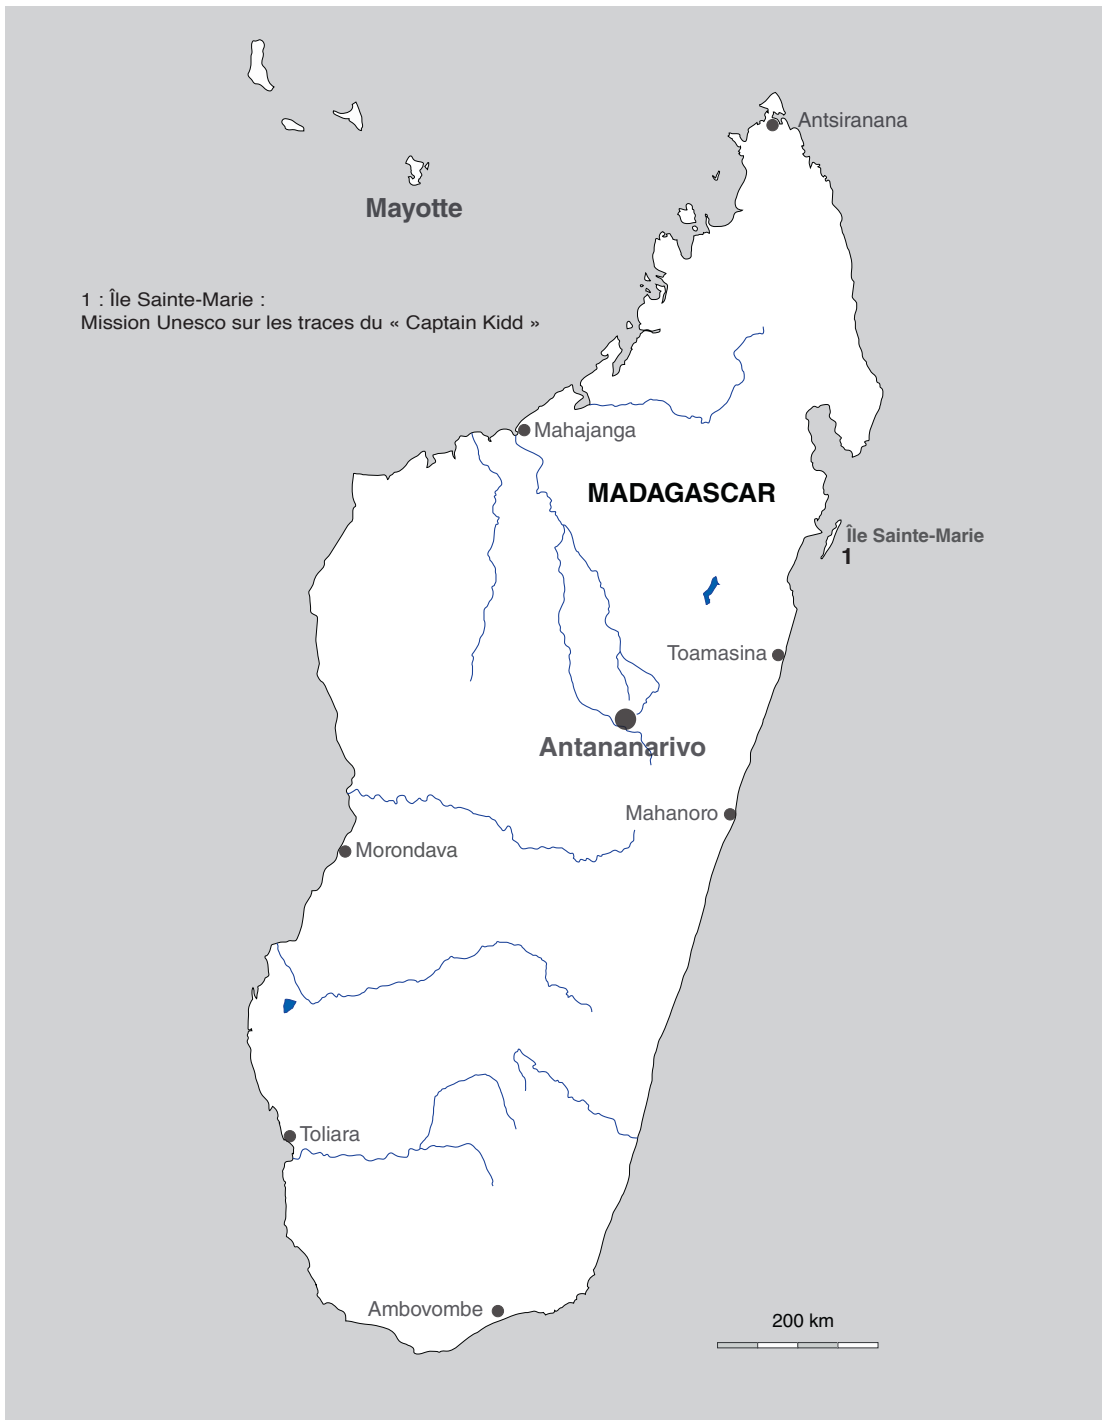 Antsiranana
Mayotte
1 : Île Sainte-Marie :
Mission Unesco sur les traces du « Captain Kidd »
Mahajanga
MADAGASCAR
Île Sainte-Marie
1
Toamasina
Antananarivo
Mahanoro
Morondava
Toliara
Ambovombe
200 km